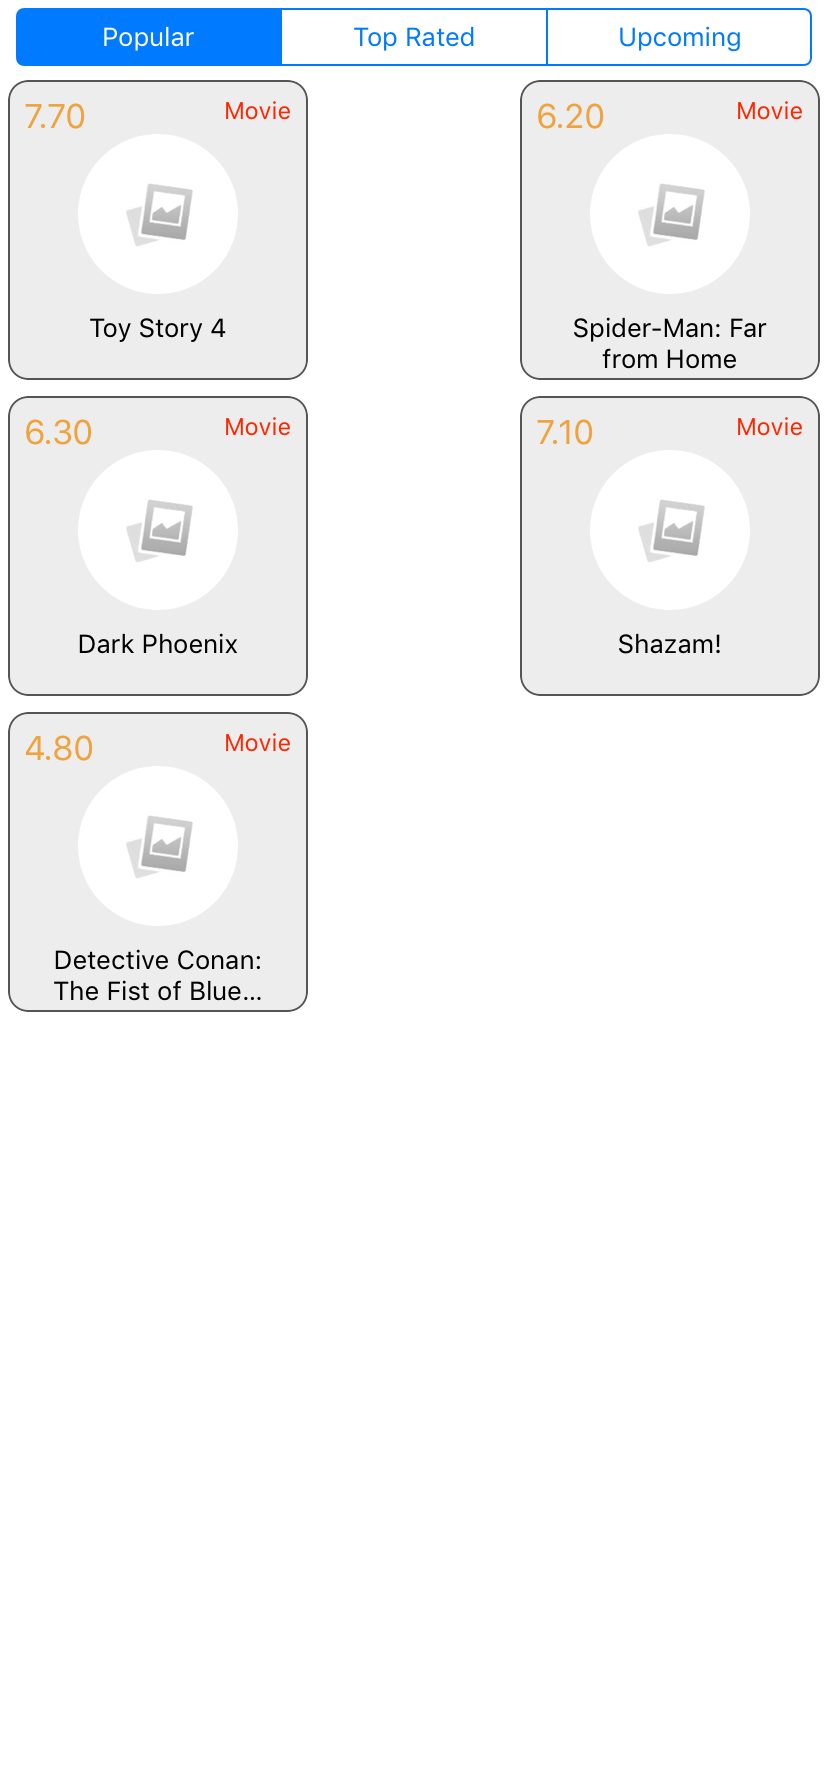 Popular
Top Rated
Upcoming
7.70
Movie
Toy Story 4
6.20
Movie
Spider-Man: Far
from Home
6.30
Movie
Dark Phoenix
7.10
Movie
Shazam!
4.80
Movie
Detective Conan:
The Fist of Blue...